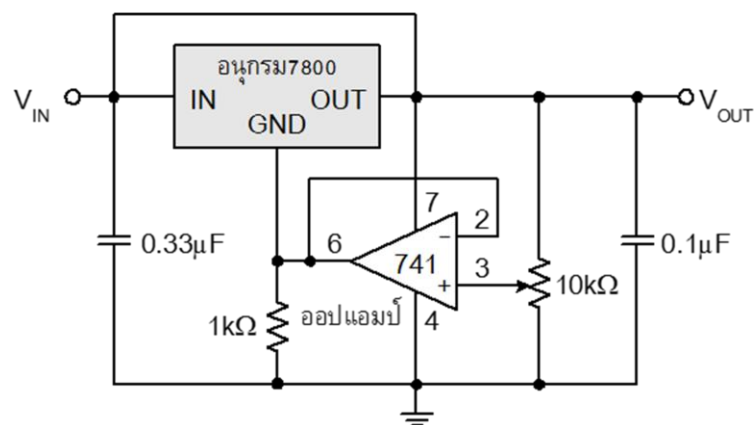 อนุกรม7800
V_IN IN OUT V_OUT
GND
7
2
0.33μF 6 741 − 0.1μF
3
+ 10kΩ
1kΩ ออปแอมป์ 4